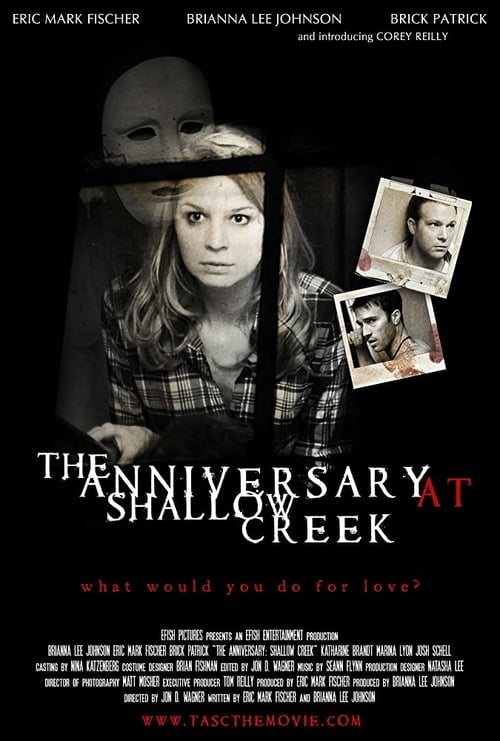 ERIC MARK FISCHER BRIANNA LEE JOHNSON BRICK PATRICK
and introducing COREY REILLY
THE ANNIVERSARY AT
SHALLOW
CREEK
what would you do for love?
EFISH PICTURES PRESENTS AN EFISH ENTERTAINMENT PRODUCTION
BRIANNA LEE JOHNSON ERIC MARK FISCHER BRICK PATRICK "THE ANNIVERSARY: SHALLOW CREEK" KATHARINE BRANDT MARINA LYON JOSH SCHELL
CASTING BY NINA KATZENBERG COSTUME DESIGNER BRIAN FISHMAN EDITED BY JON D. WAGNER MUSIC BY SEANN FLYNN PRODUCTION DESIGNER NATASHA LEE
DIRECTOR OF PHOTOGRAPHY MATT MOSHER EXECUTIVE PRODUCER TOM REILLY PRODUCED BY ERIC MARK FISCHER PRODUCED BY BRIANNA LEE JOHNSON
DIRECTED BY JON D. WAGNER WRITTEN BY ERIC MARK FISCHER AND BRIANNA LEE JOHNSON
WWW.TASCTHEMOVIE.COM